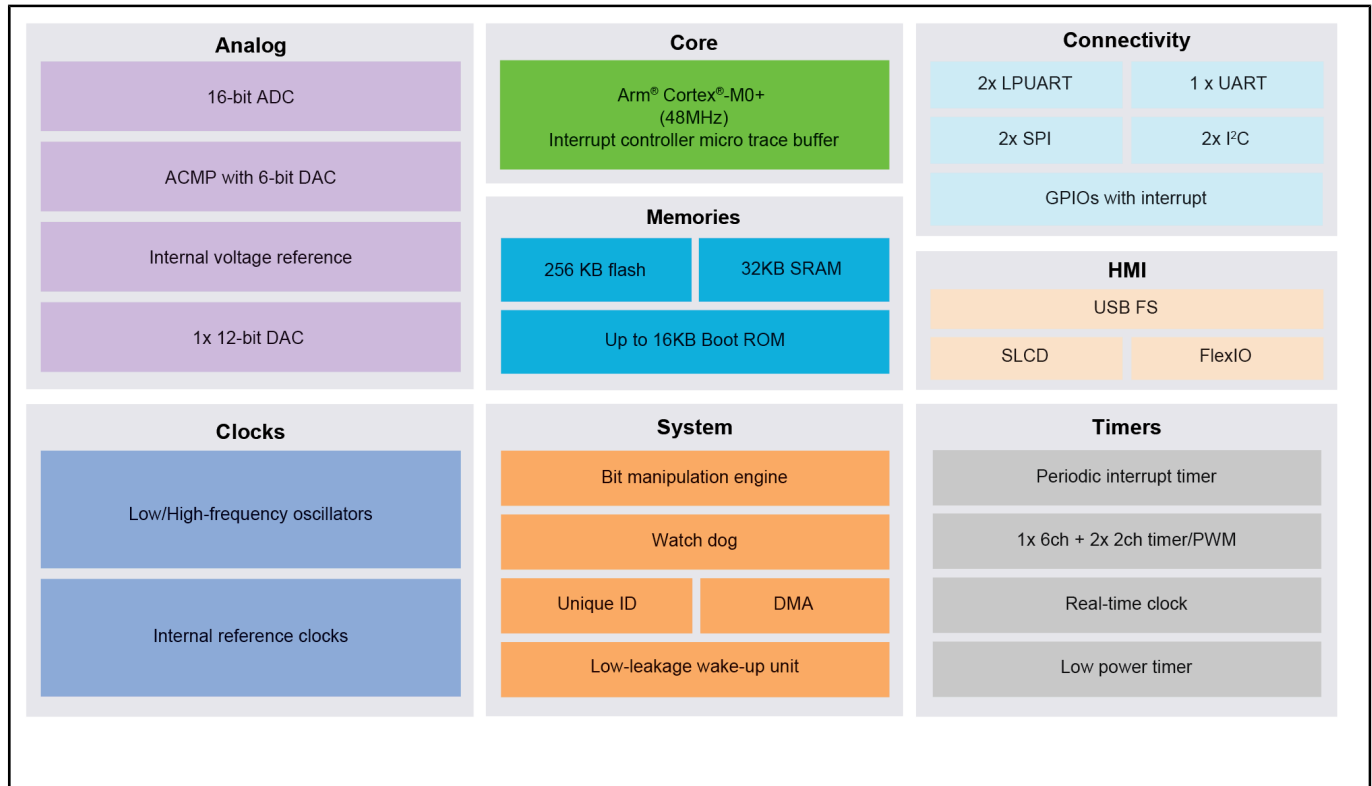 Analog
16-bit ADC
ACMP with 6-bit DAC
Internal voltage reference
1x 12-bit DAC
Core
Arm® Cortex®-M0+
(48MHz)
Interrupt controller micro trace buffer
Memories
256 KB flash
32KB SRAM
Up to 16KB Boot ROM
Connectivity
2x LPUART
1 x UART
2x SPI
2x I²C
GPIOs with interrupt
HMI
USB FS
SLCD
FlexIO
Clocks
Low/High-frequency oscillators
Internal reference clocks
System
Bit manipulation engine
Watch dog
Unique ID
DMA
Low-leakage wake-up unit
Timers
Periodic interrupt timer
1x 6ch + 2x 2ch timer/PWM
Real-time clock
Low power timer